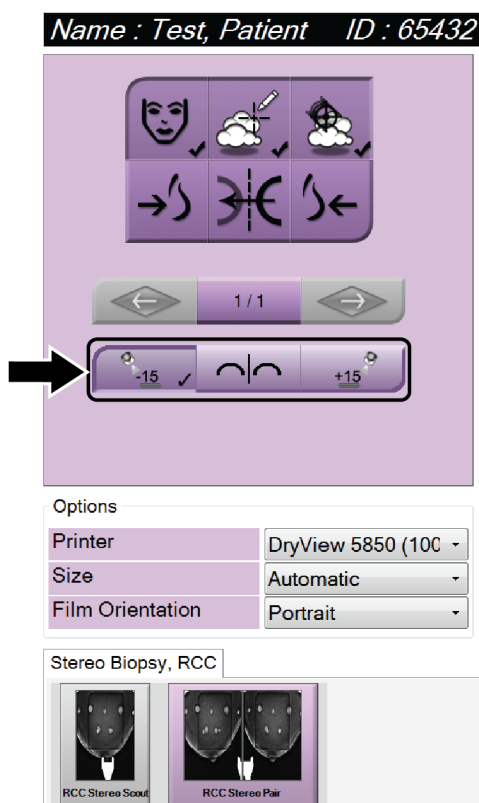 Name : Test, Patient ID : 65432
1 / 1
-15
+15
Options
Printer DryView 5850 (100
Size Automatic
Film Orientation Portrait
Stereo Biopsy, RCC
RCC Stereo Scout RCC Stereo Pair